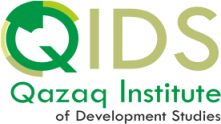 QIDS
Qazaq Institute
of Development Studies